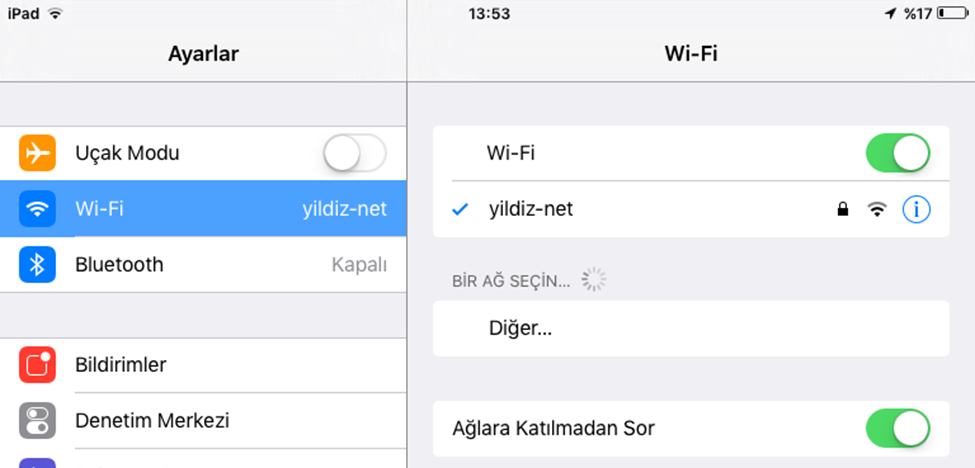 iPad 13:53 %17
Ayarlar
Uçak Modu
Wi-Fi yildiz-net
Bluetooth Kapalı
Bildirimler
Denetim Merkezi
Wi-Fi
Wi-Fi
yildiz-net
BİR AĞ SEÇİN...
Diğer...
Ağlara Katılmadan Sor